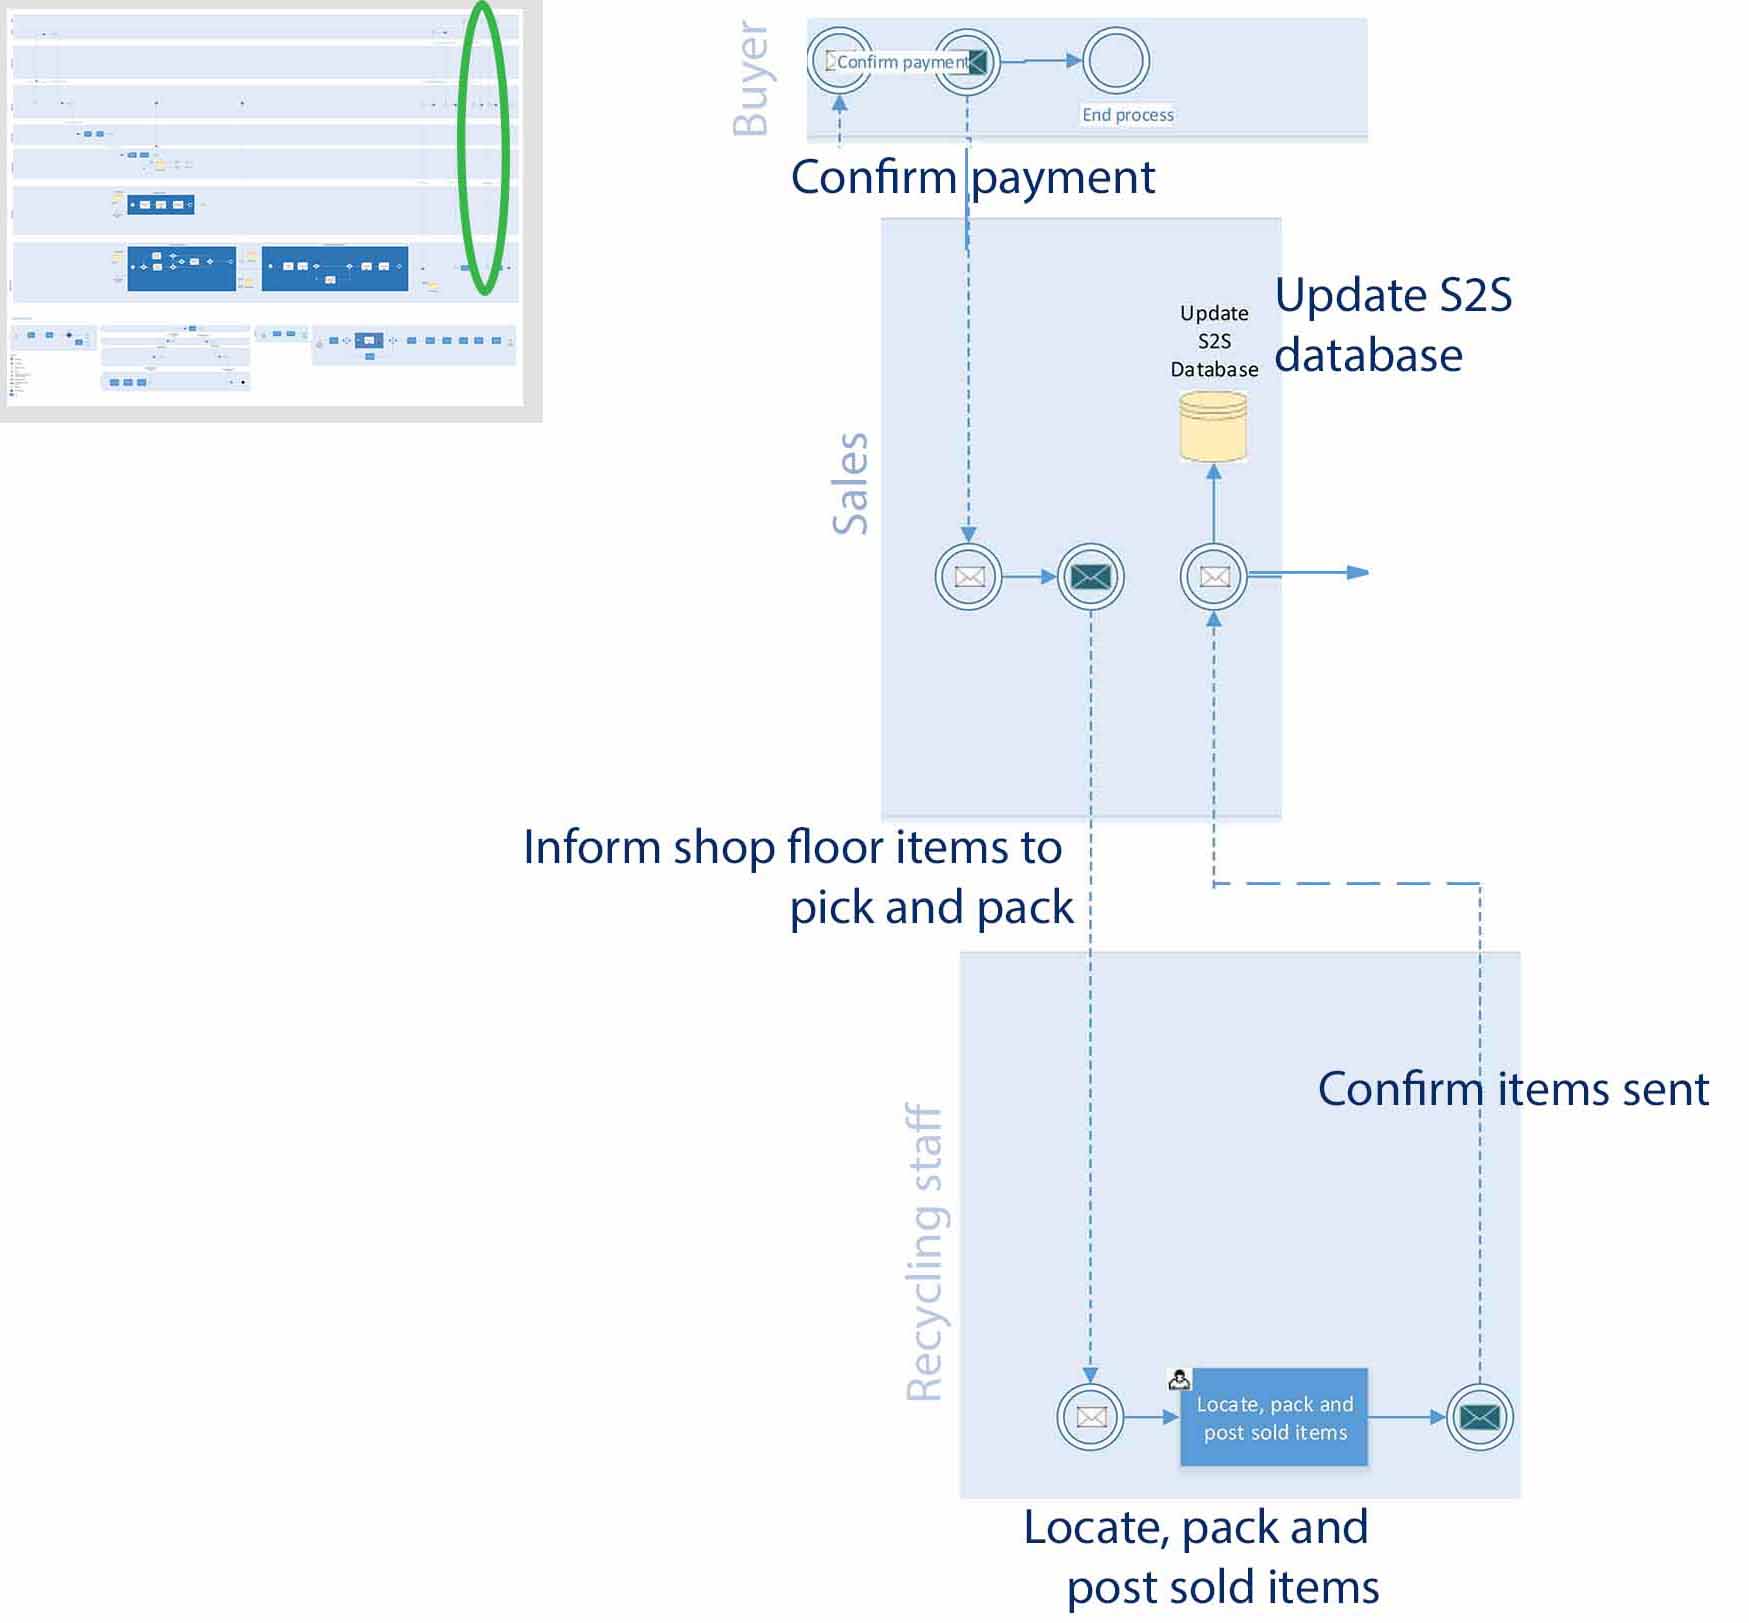 Buyer
Confirm payment
End process
Confirm payment
Sales
Update
S2S
Database
Update S2S
database
Inform shop floor items to
pick and pack
Recycling staff
Confirm items sent
Locate, pack and
post sold items
Locate, pack and
post sold items